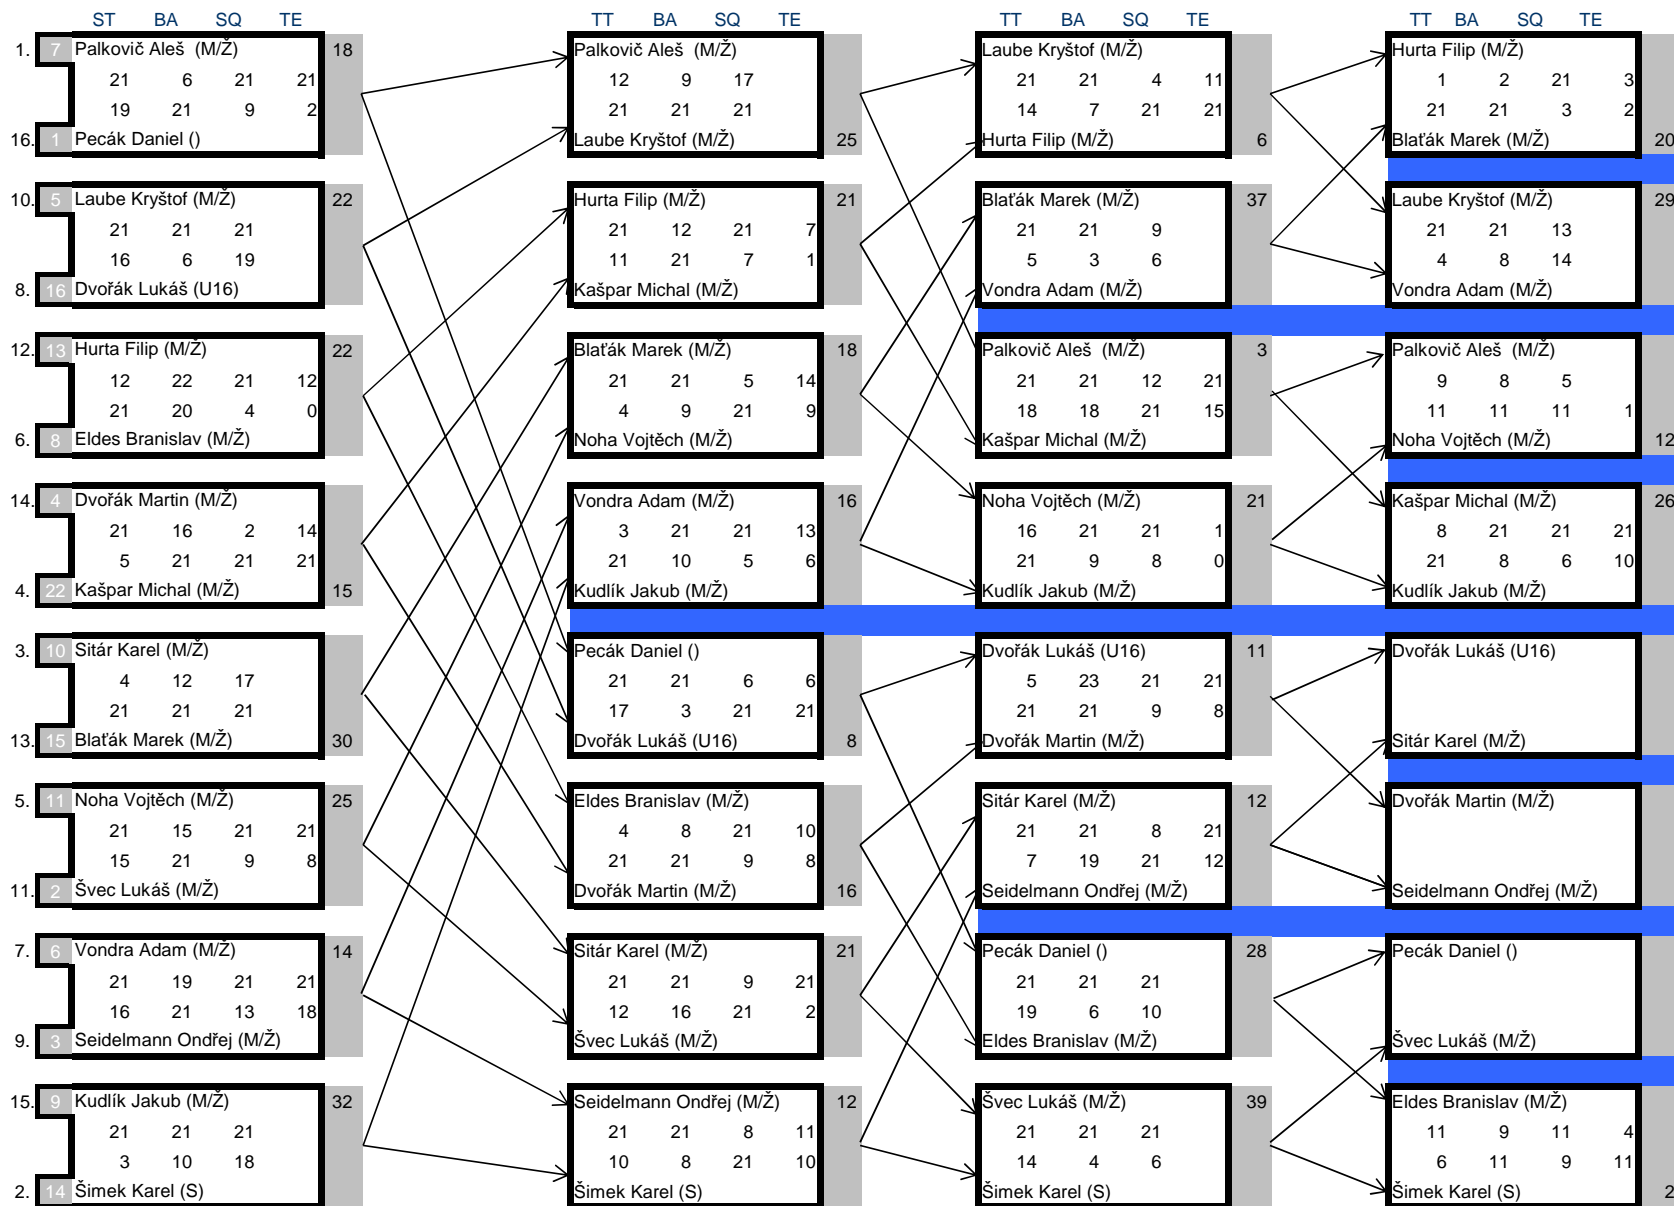 ST BA SQ TE
1. 7 Palkovič Aleš (M/Ž) 18
21 6 21 21
19 21 9 2
16. 1 Pecák Daniel ()
10. 5 Laube Kryštof (M/Ž) 22
21 21 21
16 6 19
8. 16 Dvořák Lukáš (U16)
12. 13 Hurta Filip (M/Ž) 22
12 22 21 12
21 20 4 0
6. 8 Eldes Branislav (M/Ž)
14. 4 Dvořák Martin (M/Ž)
21 16 2 14
5 21 21 21
4. 22 Kašpar Michal (M/Ž) 15
3. 10 Sitár Karel (M/Ž)
4 12 17
21 21 21
13. 15 Blaťák Marek (M/Ž) 30
5. 11 Noha Vojtěch (M/Ž) 25
21 15 21 21
15 21 9 8
11. 2 Švec Lukáš (M/Ž)
7. 6 Vondra Adam (M/Ž) 14
21 19 21 21
16 21 13 18
9. 3 Seidelmann Ondřej (M/Ž)
15. 9 Kudlík Jakub (M/Ž) 32
21 21 21
3 10 18
2. 14 Šimek Karel (S)
TT BA SQ TE
Palkovič Aleš (M/Ž)
12 9 17
21 21 21
Laube Kryštof (M/Ž) 25
Hurta Filip (M/Ž) 21
21 12 21 7
11 21 7 1
Kašpar Michal (M/Ž)
Blaťák Marek (M/Ž) 18
21 21 5 14
4 9 21 9
Noha Vojtěch (M/Ž)
Vondra Adam (M/Ž) 16
3 21 21 13
21 10 5 6
Kudlík Jakub (M/Ž)
Pecák Daniel ()
21 21 6 6
17 3 21 21
Dvořák Lukáš (U16) 8
Eldes Branislav (M/Ž)
4 8 21 10
21 21 9 8
Dvořák Martin (M/Ž) 16
Sitár Karel (M/Ž) 21
21 21 9 21
12 16 21 2
Švec Lukáš (M/Ž)
Seidelmann Ondřej (M/Ž) 12
21 21 8 11
10 8 21 10
Šimek Karel (S)
TT BA SQ TE
Laube Kryštof (M/Ž)
21 21 4 11
14 7 21 21
Hurta Filip (M/Ž) 6
Blaťák Marek (M/Ž) 37
21 21 9
5 3 6
Vondra Adam (M/Ž)
Palkovič Aleš (M/Ž) 3
21 21 12 21
18 18 21 15
Kašpar Michal (M/Ž)
Noha Vojtěch (M/Ž) 21
16 21 21 1
21 9 8 0
Kudlík Jakub (M/Ž)
Dvořák Lukáš (U16) 11
5 23 21 21
21 21 9 8
Dvořák Martin (M/Ž)
Sitár Karel (M/Ž) 12
21 21 8 21
7 19 21 12
Seidelmann Ondřej (M/Ž)
Pecák Daniel () 28
21 21 21
19 6 10
Eldes Branislav (M/Ž)
Švec Lukáš (M/Ž) 39
21 21 21
14 4 6
Šimek Karel (S)
TT BA SQ TE
Hurta Filip (M/Ž)
1 2 21 3
21 21 3 2
Blaťák Marek (M/Ž) 20
Laube Kryštof (M/Ž) 29
21 21 13
4 8 14
Vondra Adam (M/Ž)
Palkovič Aleš (M/Ž)
9 8 5
11 11 11 1
Noha Vojtěch (M/Ž) 12
Kašpar Michal (M/Ž) 26
8 21 21 21
21 8 6 10
Kudlík Jakub (M/Ž)
Dvořák Lukáš (U16)
Sitár Karel (M/Ž)
Dvořák Martin (M/Ž)
Seidelmann Ondřej (M/Ž)
Pecák Daniel ()
Švec Lukáš (M/Ž)
Eldes Branislav (M/Ž)
11 9 11 4
6 11 9 11
Šimek Karel (S) 2